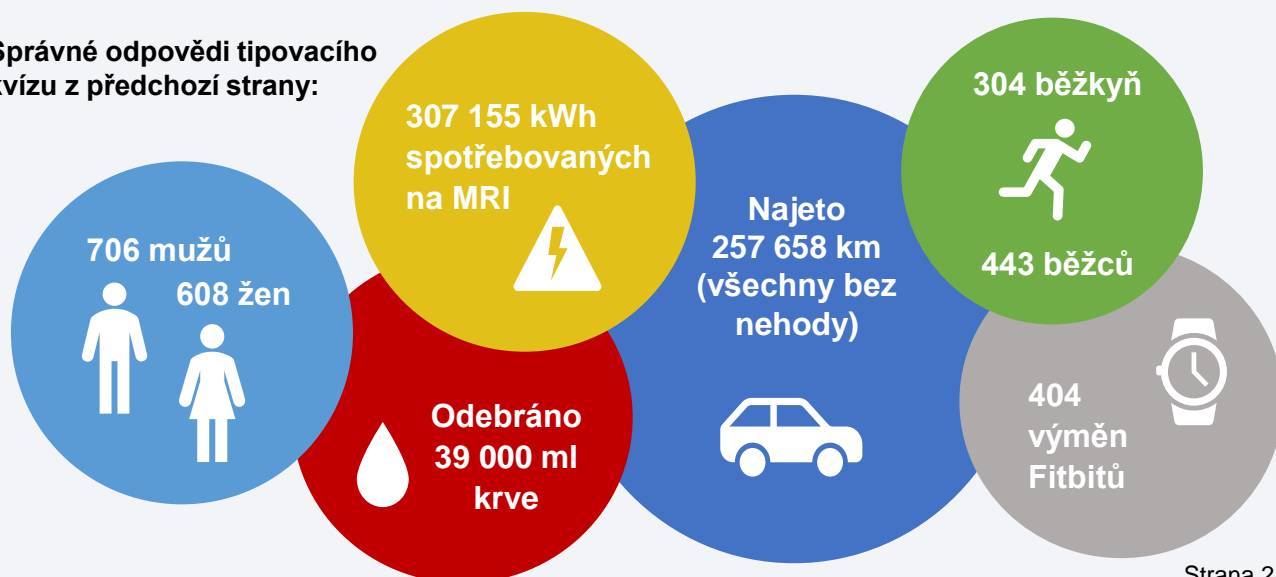 Správné odpovědi tipovacího
kvízu z předchozí strany:
706 mužů
608 žen
307 155 kWh
spotřebovaných
na MRI
Odebráno
39 000 ml
krve
Najeto
257 658 km
(všechny bez
nehody)
304 běžkyň
443 běžců
404
výměn
Fitbitů
Strana 2